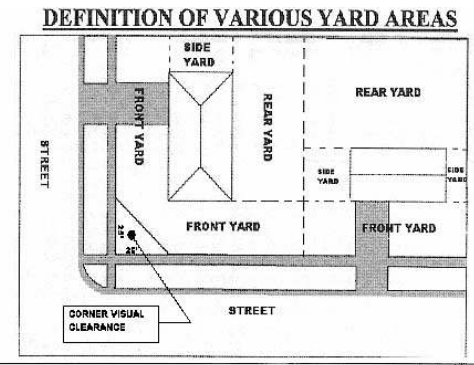 DEFINITION OF VARIOUS YARD AREAS
SIDE
YARD
FRONT YARD
REAR YARD
REAR YARD
STREET
SIDE
YARD
SIDE
YARD
FRONT YARD
FRONT YARD
25'
25'
CORNER VISUAL
CLEARANCE
STREET